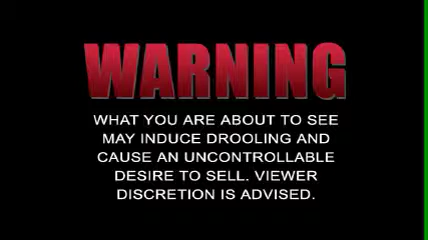 WARNING
WHAT YOU ARE ABOUT TO SEE
MAY INDUCE DROOLING AND
CAUSE AN UNCONTROLLABLE
DESIRE TO SELL. VIEWER
DISCRETION IS ADVISED.